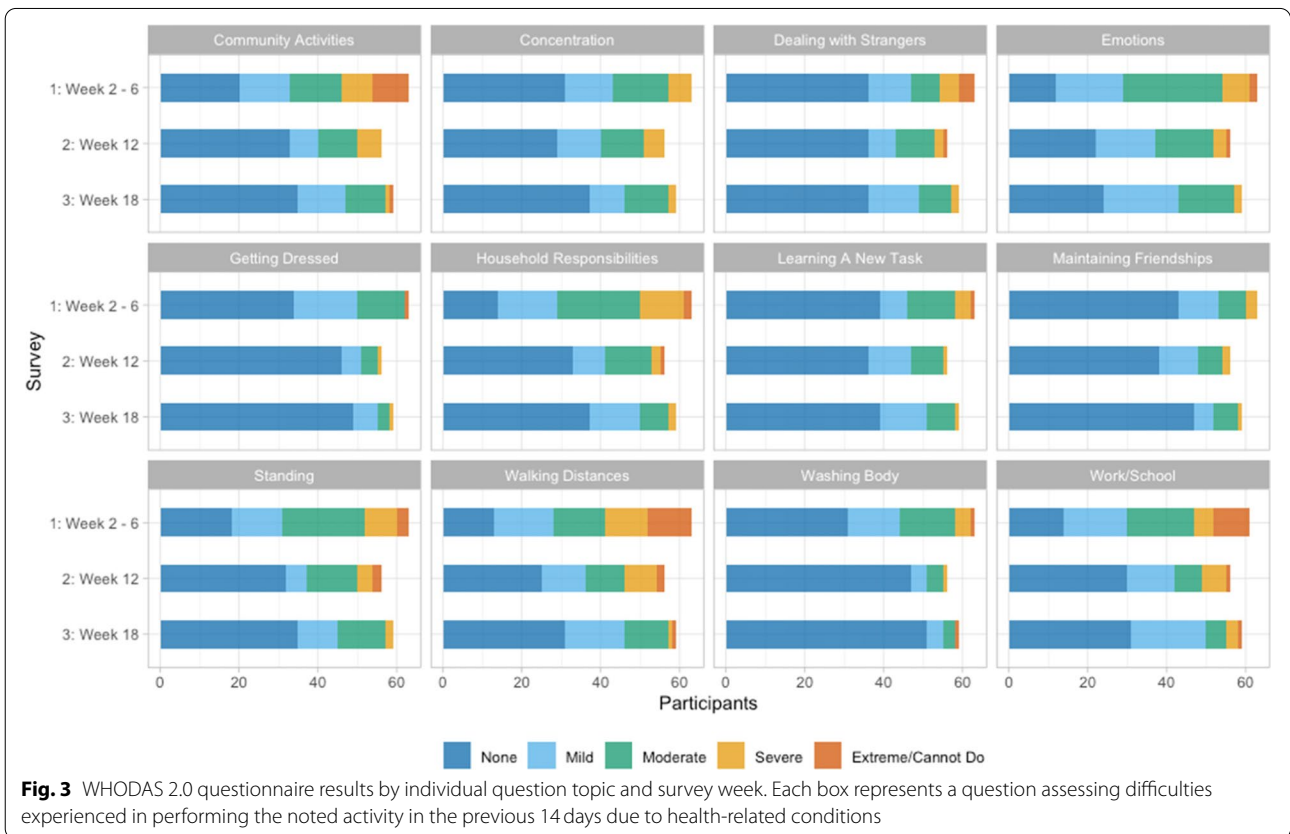 Community Activities
Concentration
Dealing with Strangers
Emotions
1: Week 2 - 6
2: Week 12
3: Week 18
Getting Dressed
Household Responsibilities
Learning A New Task
Maintaining Friendships
1: Week 2 - 6
2: Week 12
3: Week 18
Survey
Standing
Walking Distances
Washing Body
Work/School
1: Week 2 - 6
2: Week 12
3: Week 18
0 20 40 60 0 20 40 60 0 20 40 60 0 20 40 60
Participants
None Mild Moderate Severe Extreme/Cannot Do
Fig. 3 WHODAS 2.0 questionnaire results by individual question topic and survey week. Each box represents a question assessing difficulties
experienced in performing the noted activity in the previous 14 days due to health-related conditions